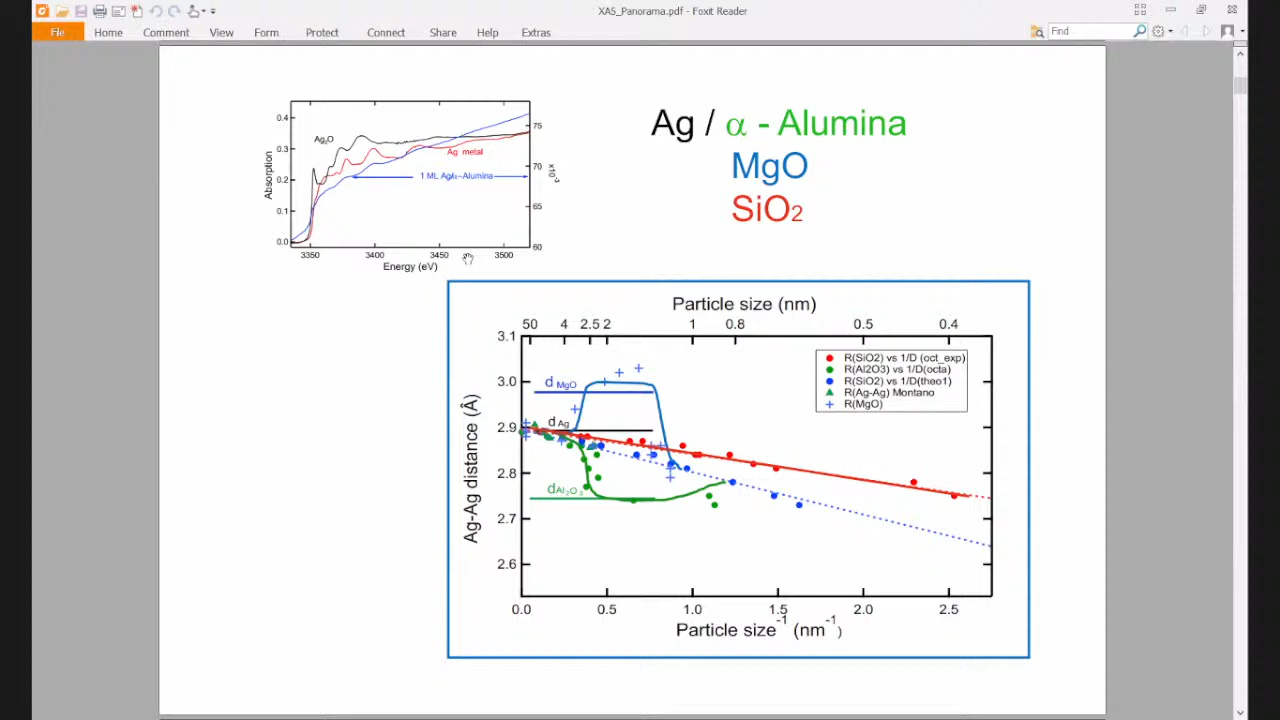 XAS_Panorama.pdf - Foxit Reader
File Home Comment View Form Protect Connect Share Help Extras Find
Ag / α - Alumina
MgO
SiO2
Absorption
0.4
0.3
0.2
0.1
0.0
Ag2O
Ag metal
1 ML Ag/α-Alumina
75
70
65
60
x10-3
3350 3400 3450 3500
Energy (eV)
Particle size (nm)
50 4 2.5 2 1 0.8 0.5 0.4
Ag-Ag distance (Å)
3.1
3.0
2.9
2.8
2.7
2.6
d MgO
d Ag
dAl2O3
R(SiO2) vs 1/D (oct_exp)
R(Al2O3) vs 1/D(octa)
R(SiO2) vs 1/D(theo1)
R(Ag-Ag) Montano
R(MgO)
0.0 0.5 1.0 1.5 2.0 2.5
Particle size-1 (nm-1)